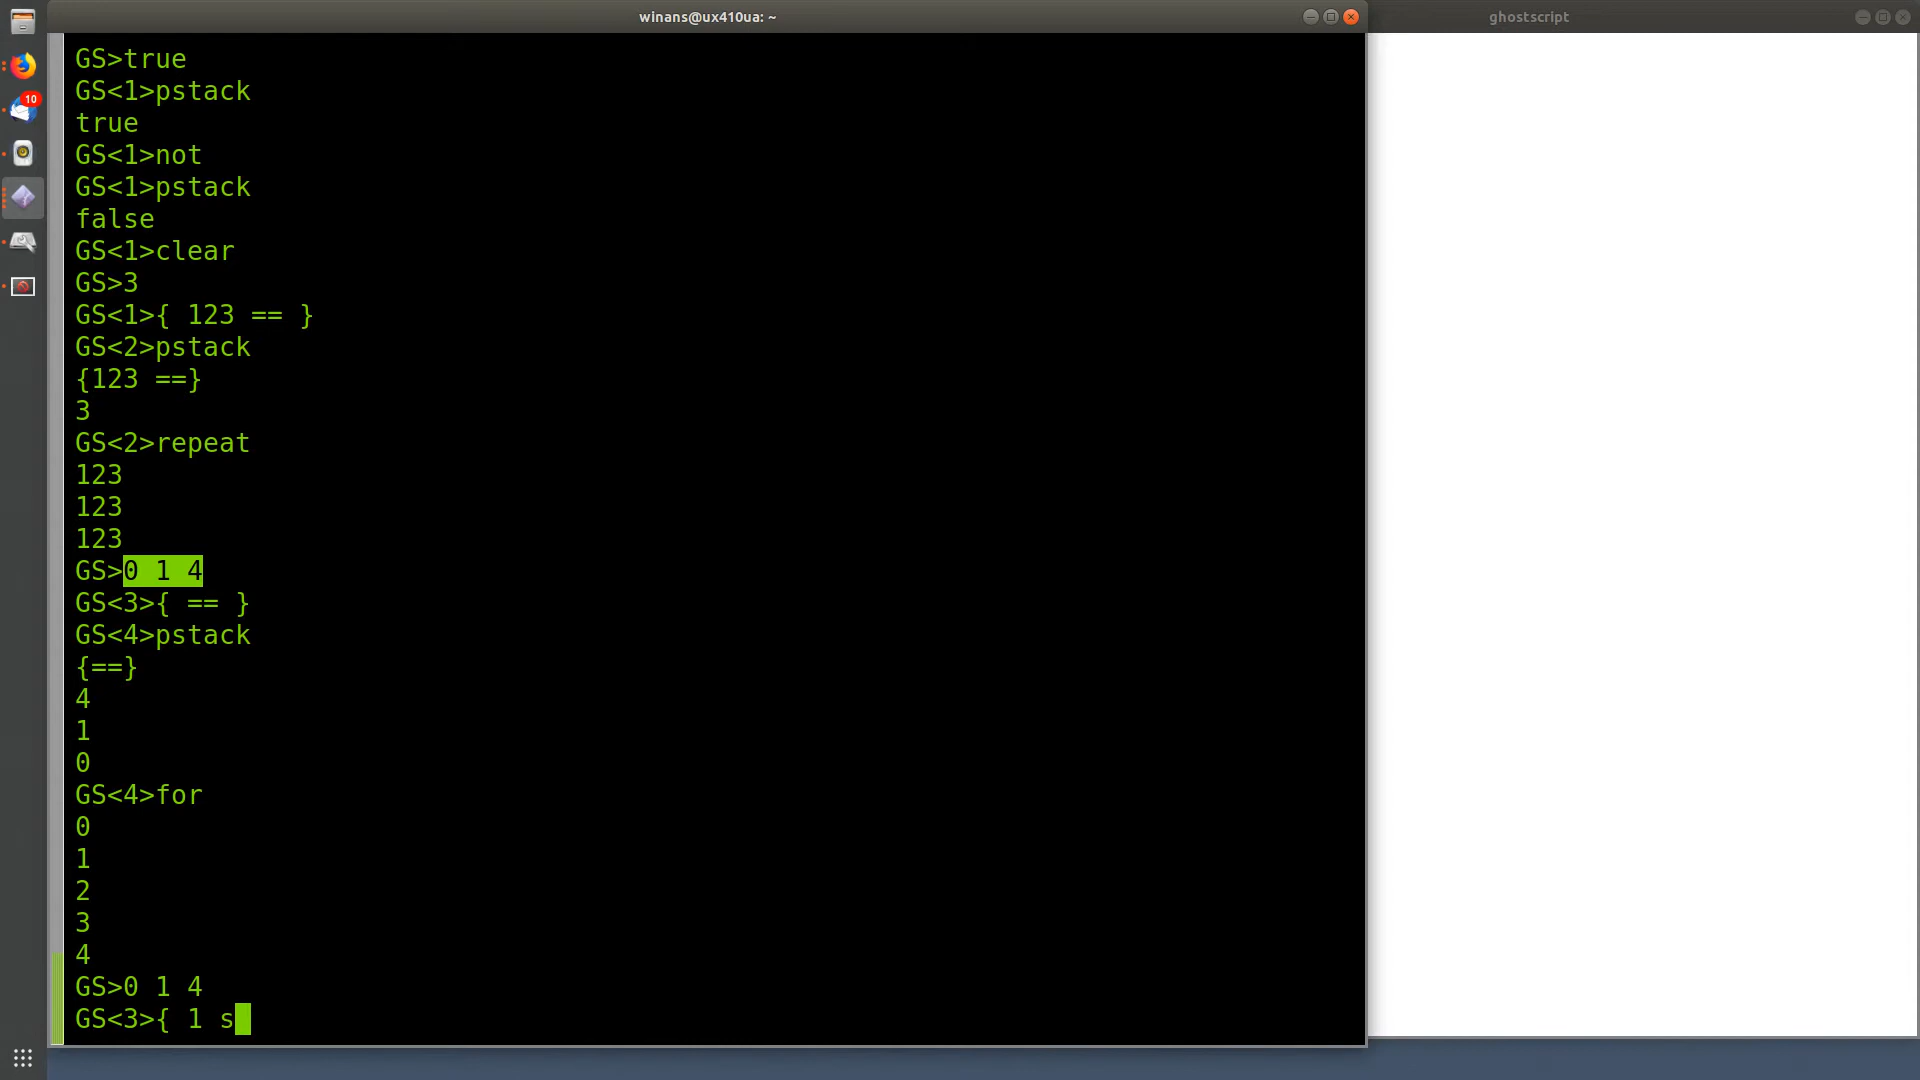 winans@ux410ua: ~
ghostscript
10
GS>true
GS<1>pstack
true
GS<1>not
GS<1>pstack
false
GS<1>clear
GS>3
GS<1>{ 123 == }
GS<2>pstack
{123 ==}
3
GS<2>repeat
123
123
123
GS>0 1 4
GS<3>{ == }
GS<4>pstack
{==}
4
1
0
GS<4>for
0
1
2
3
4
GS>0 1 4
GS<3>{ 1 s